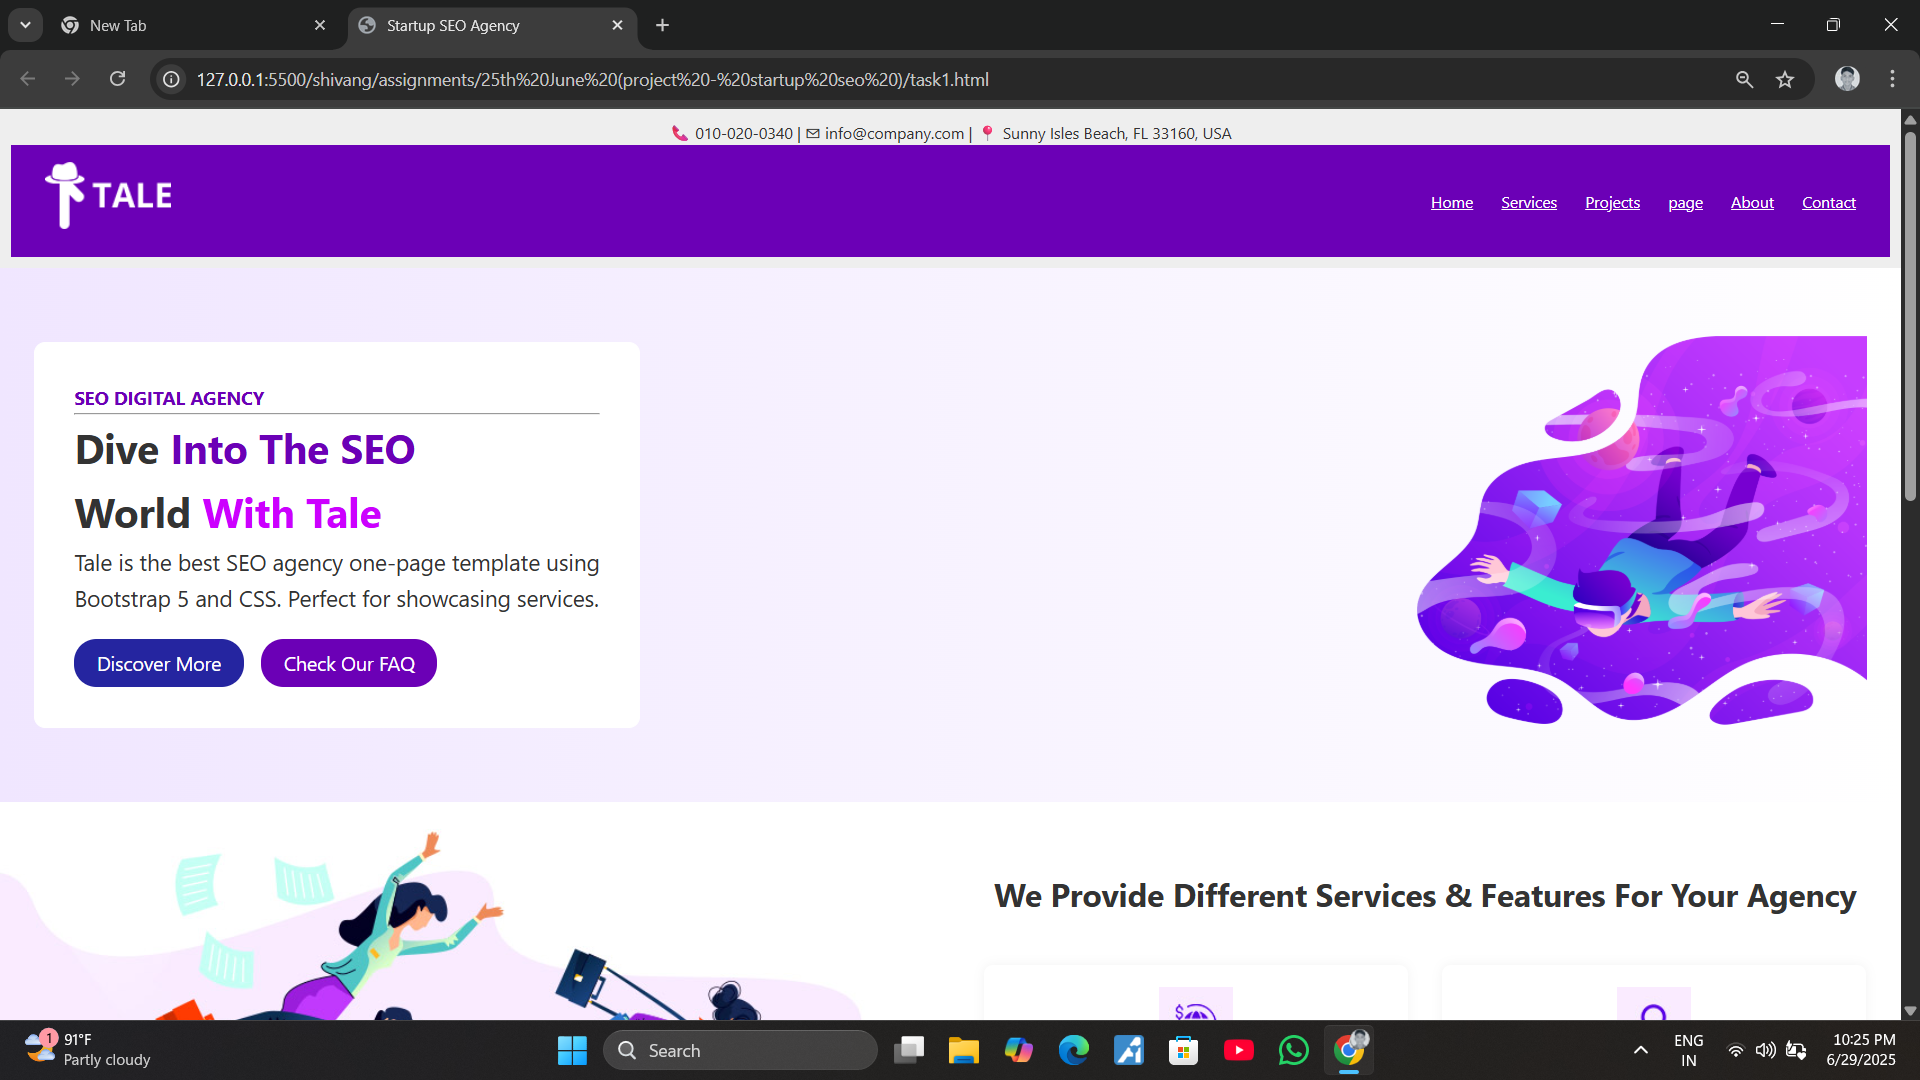 New Tab
Startup SEO Agency
127.0.0.1:5500/shivang/assignments/25th%20June%20(project%20-%20startup%20seo%20)/task1.html
010-020-0340 | info@company.com | Sunny Isles Beach, FL 33160, USA
TALE
Home Services Projects page About Contact
SEO DIGITAL AGENCY
Dive Into The SEO
World With Tale
Tale is the best SEO agency one-page template using
Bootstrap 5 and CSS. Perfect for showcasing services.
Discover More Check Our FAQ
We Provide Different Services & Features For Your Agency
$
1
91°F
Partly cloudy
Search
ENG
IN
10:25 PM
6/29/2025